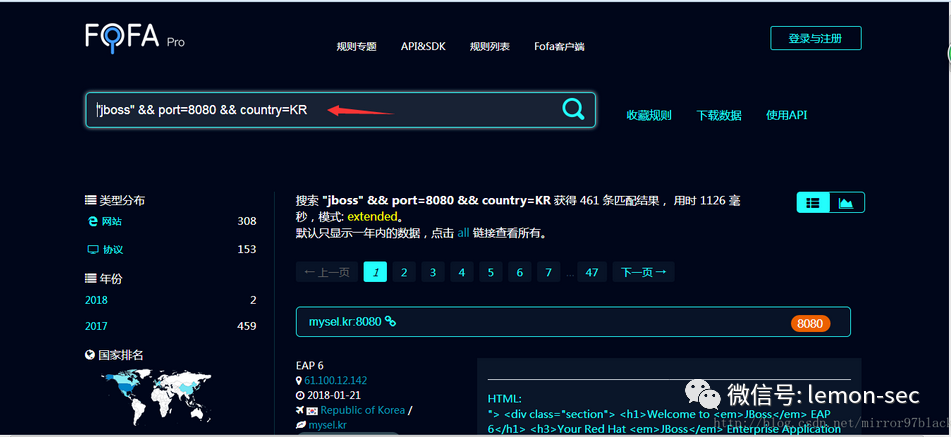 FOFA Pro
规则专题 API&SDK 规则列表 Fofa客户端
登录与注册
"jboss" && port=8080 && country=KR
收藏规则 下载数据 使用API
类型分布
网站 308
协议 153
年份
2018 2
2017 459
国家排名
搜索 "jboss" && port=8080 && country=KR 获得 461 条匹配结果，用时 1126 毫
秒，模式: extended。
默认只显示一年内的数据，点击 all 链接查看所有。
← 上一页 1 2 3 4 5 6 7 ... 47 下一页 →
mysel.kr:8080 8080
EAP 6
61.100.12.142
2018-01-21
Republic of Korea /
mysel.kr
HTML:
"> <div class="section"> <h1>Welcome to <em>JBoss</em> EAP
6</h1> <h3>Your Red Hat <em>JBoss</em> Enterprise Application
微信号: lemon-sec
http://blog.csdn.net/mirror97black